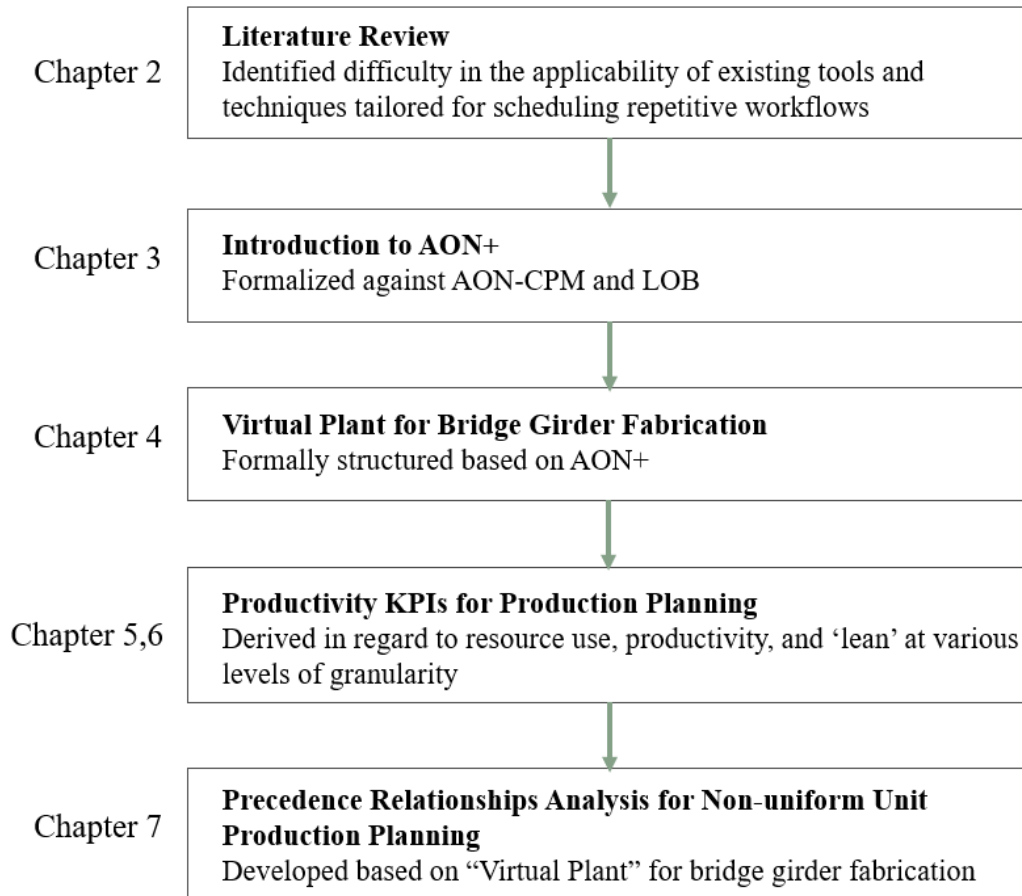 Chapter 2
Literature Review
Identified difficulty in the applicability of existing tools and
techniques tailored for scheduling repetitive workflows
Chapter 3
Introduction to AON+
Formalized against AON-CPM and LOB
Chapter 4
Virtual Plant for Bridge Girder Fabrication
Formally structured based on AON+
Chapter 5,6
Productivity KPIs for Production Planning
Derived in regard to resource use, productivity, and ‘lean’ at various
levels of granularity
Chapter 7
Precedence Relationships Analysis for Non-uniform Unit
Production Planning
Developed based on “Virtual Plant” for bridge girder fabrication